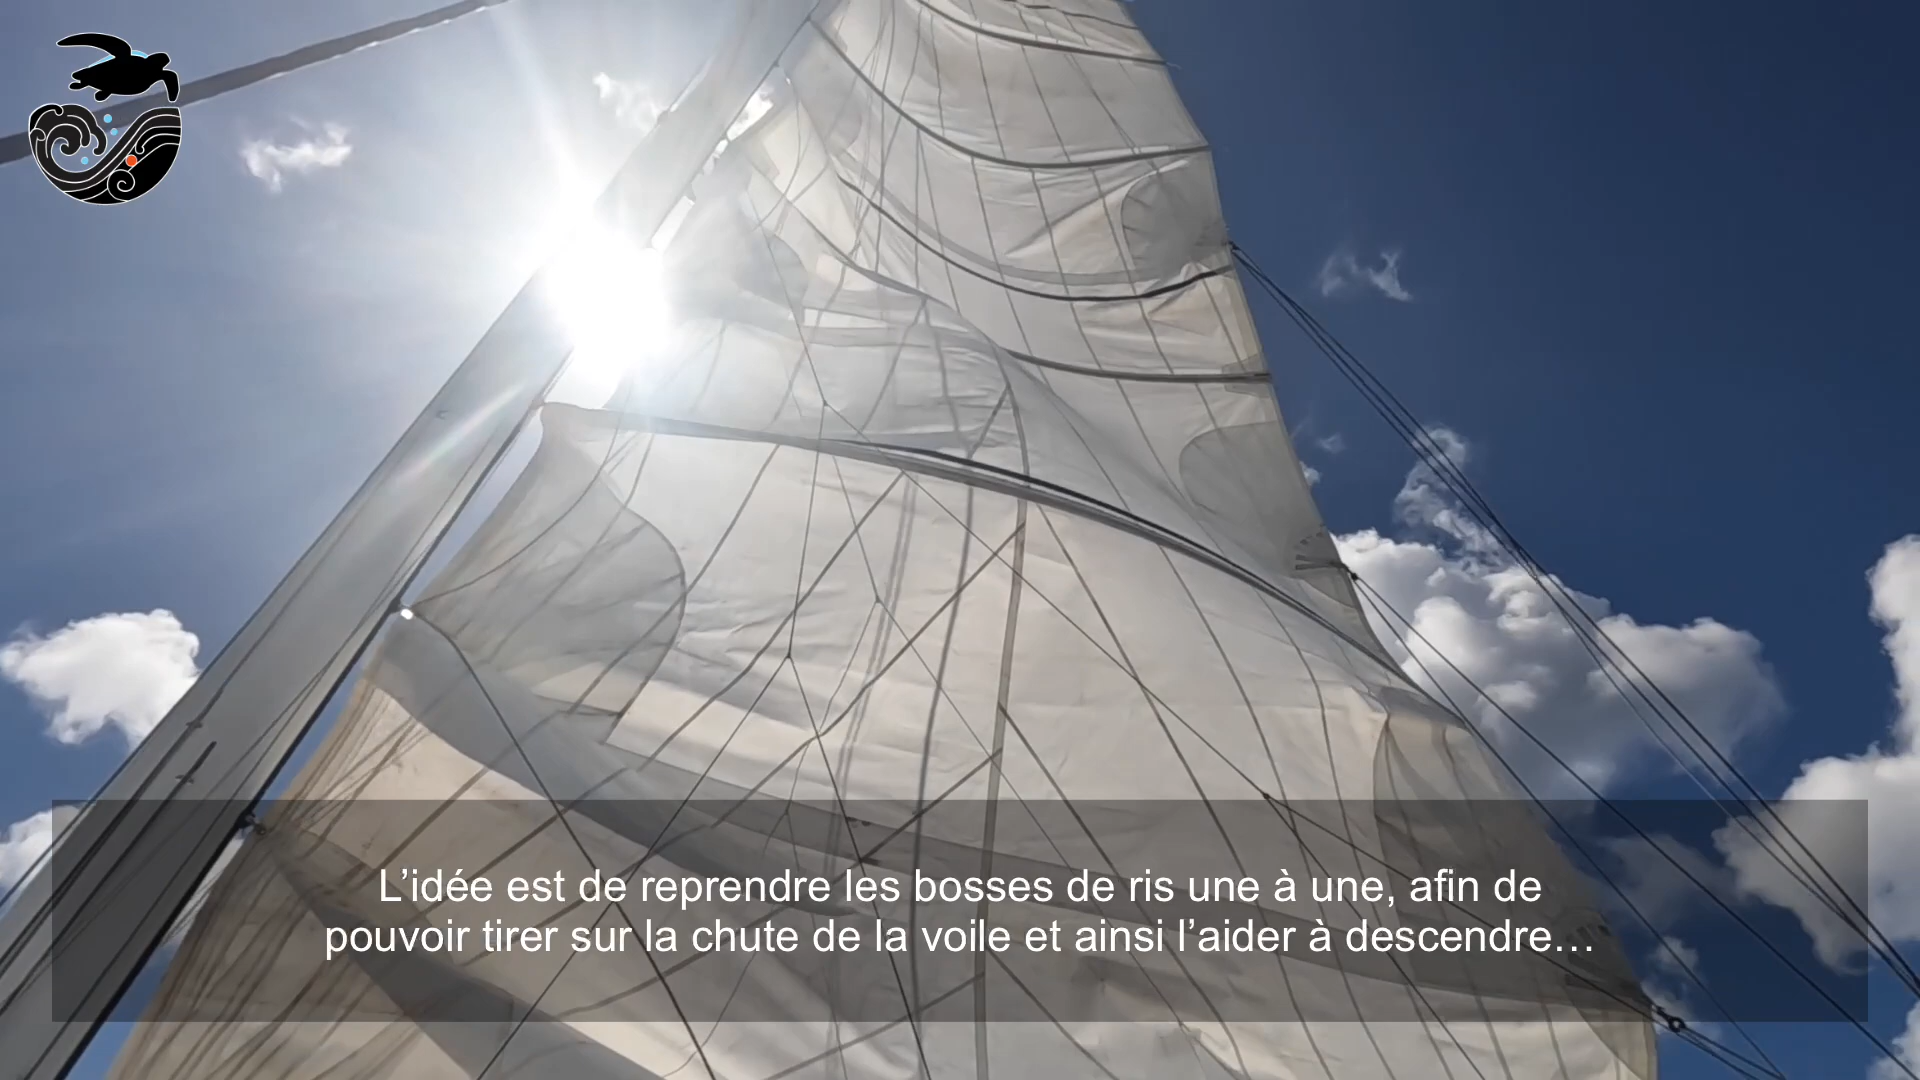 L’idée est de reprendre les bosses de ris une à une, afin de
pouvoir tirer sur la chute de la voile et ainsi l’aider à descendre…